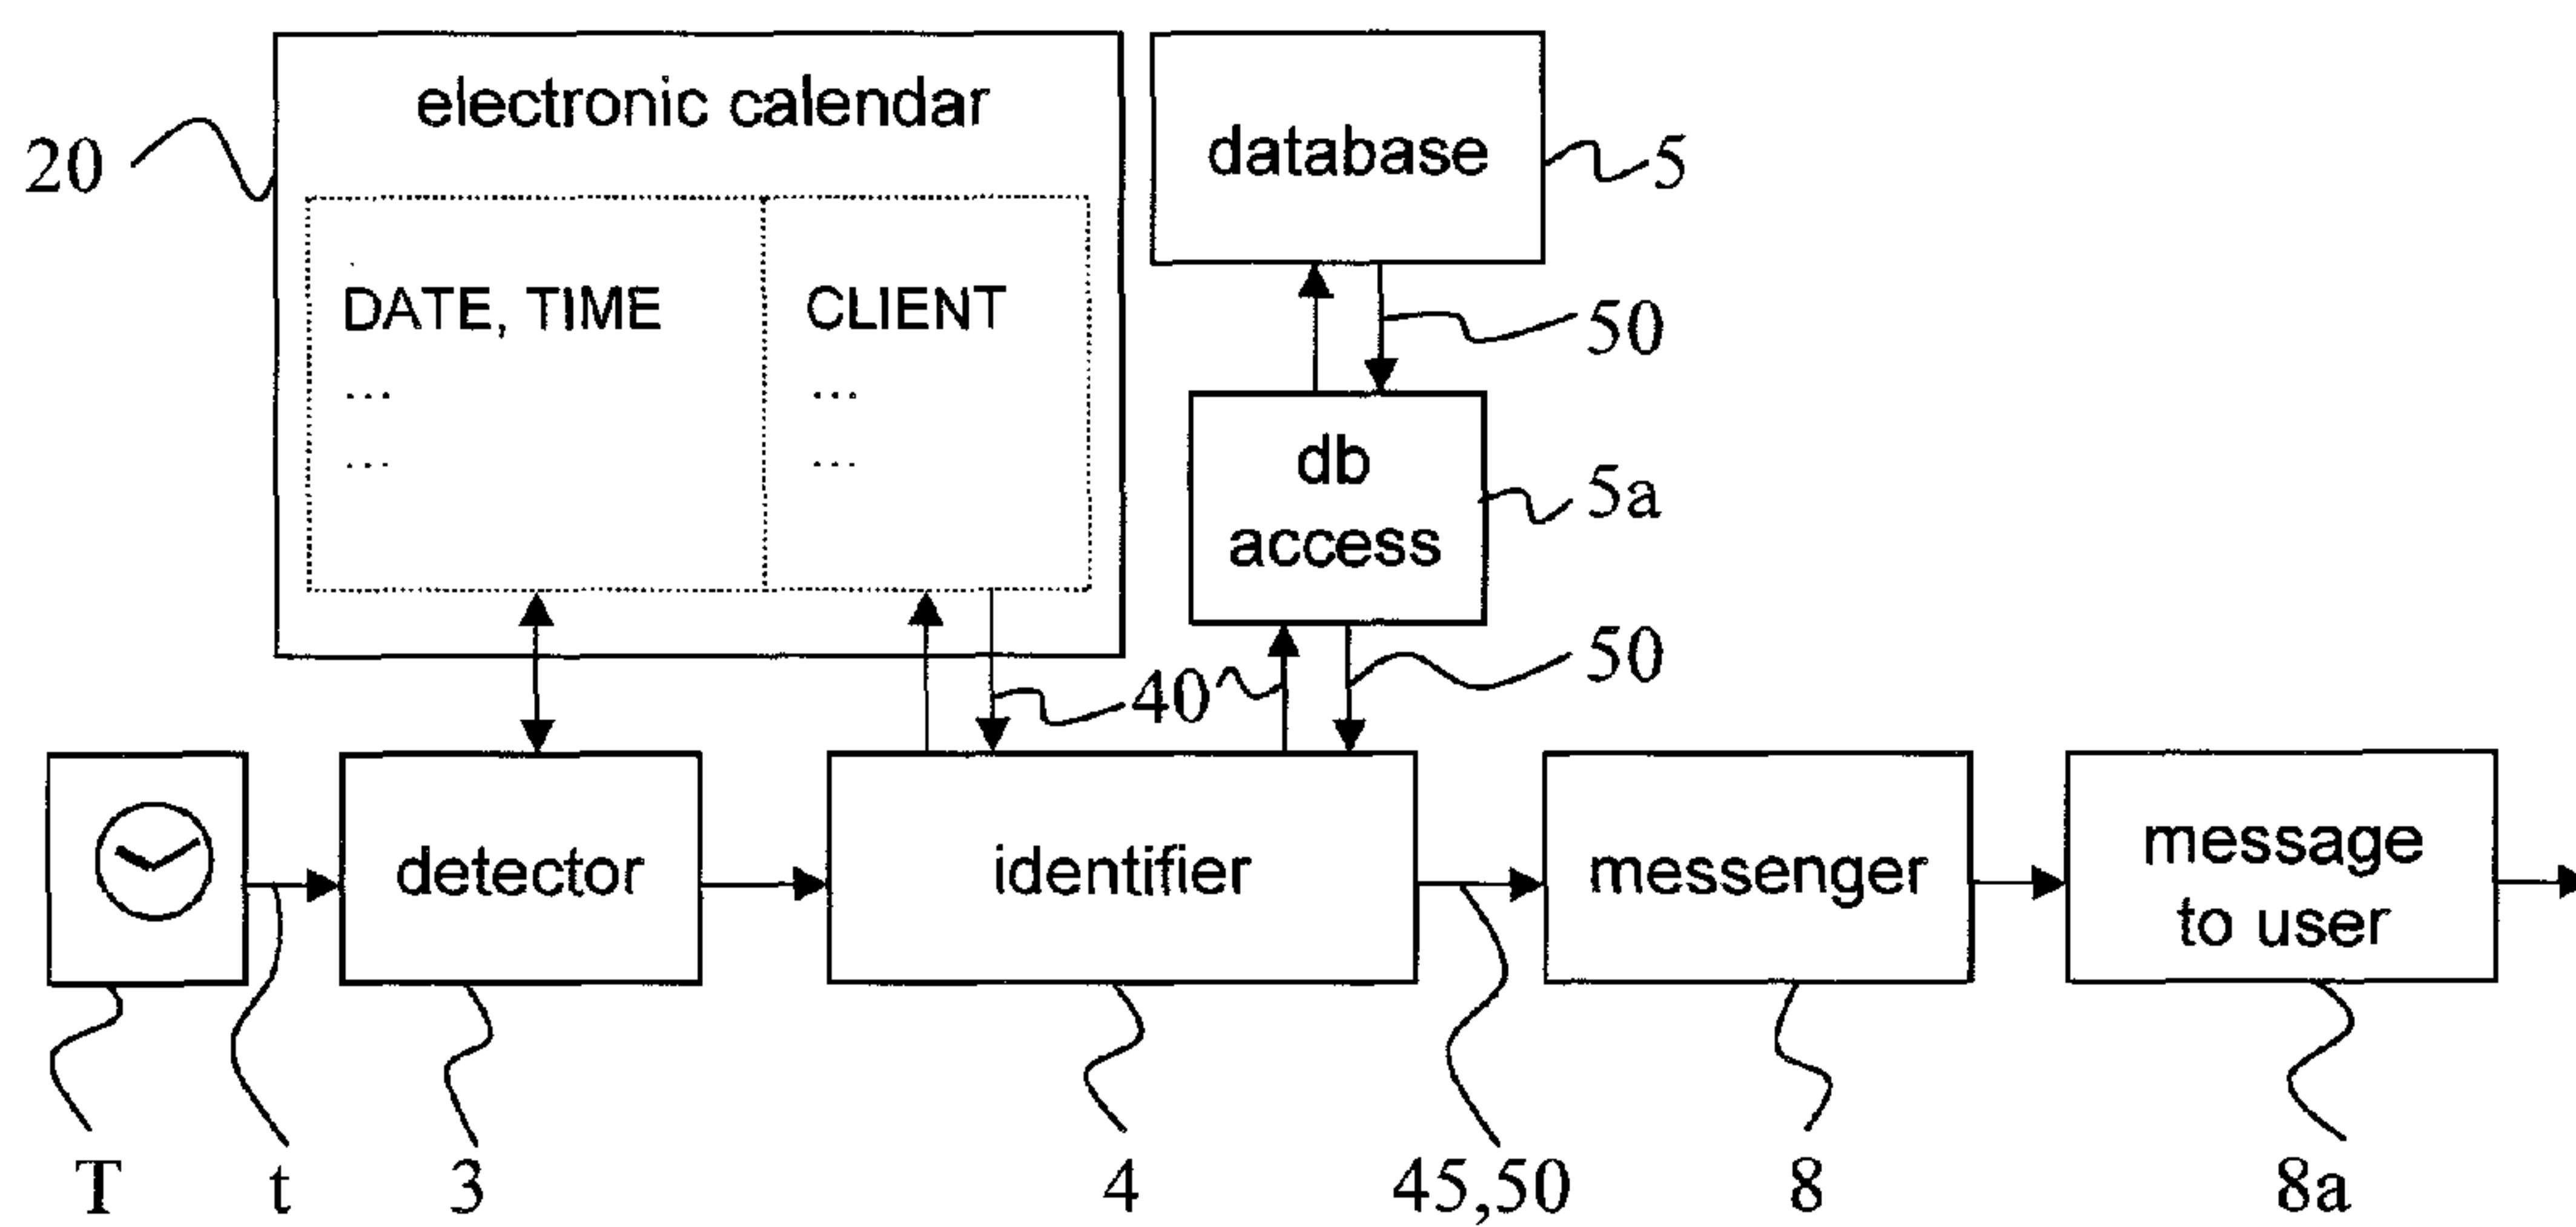 electronic calendar
20
DATE, TIME
CLIENT
...
...
...
...
database
5
50
db
access
5a
50
40
detector
identifier
messenger
message
to user
T
t
3
4
45,50
8
8a